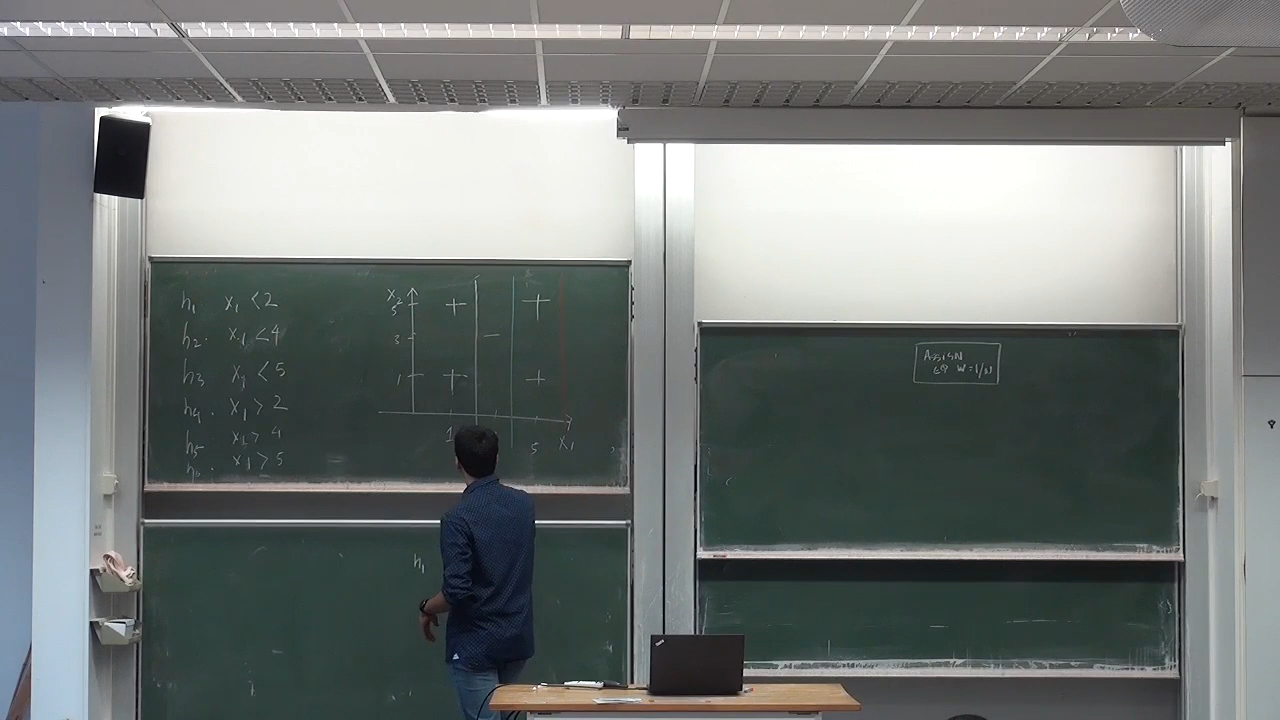 h1 x1 < 2
h2. x1 < 4
h3 x1 < 5
h4. x1 > 2
h5 x1 > 4
h6. x1 > 5
x2
5 + +
3 —
1 + +
1 5 x1
h1
ASSIGN
EQ W=1/N